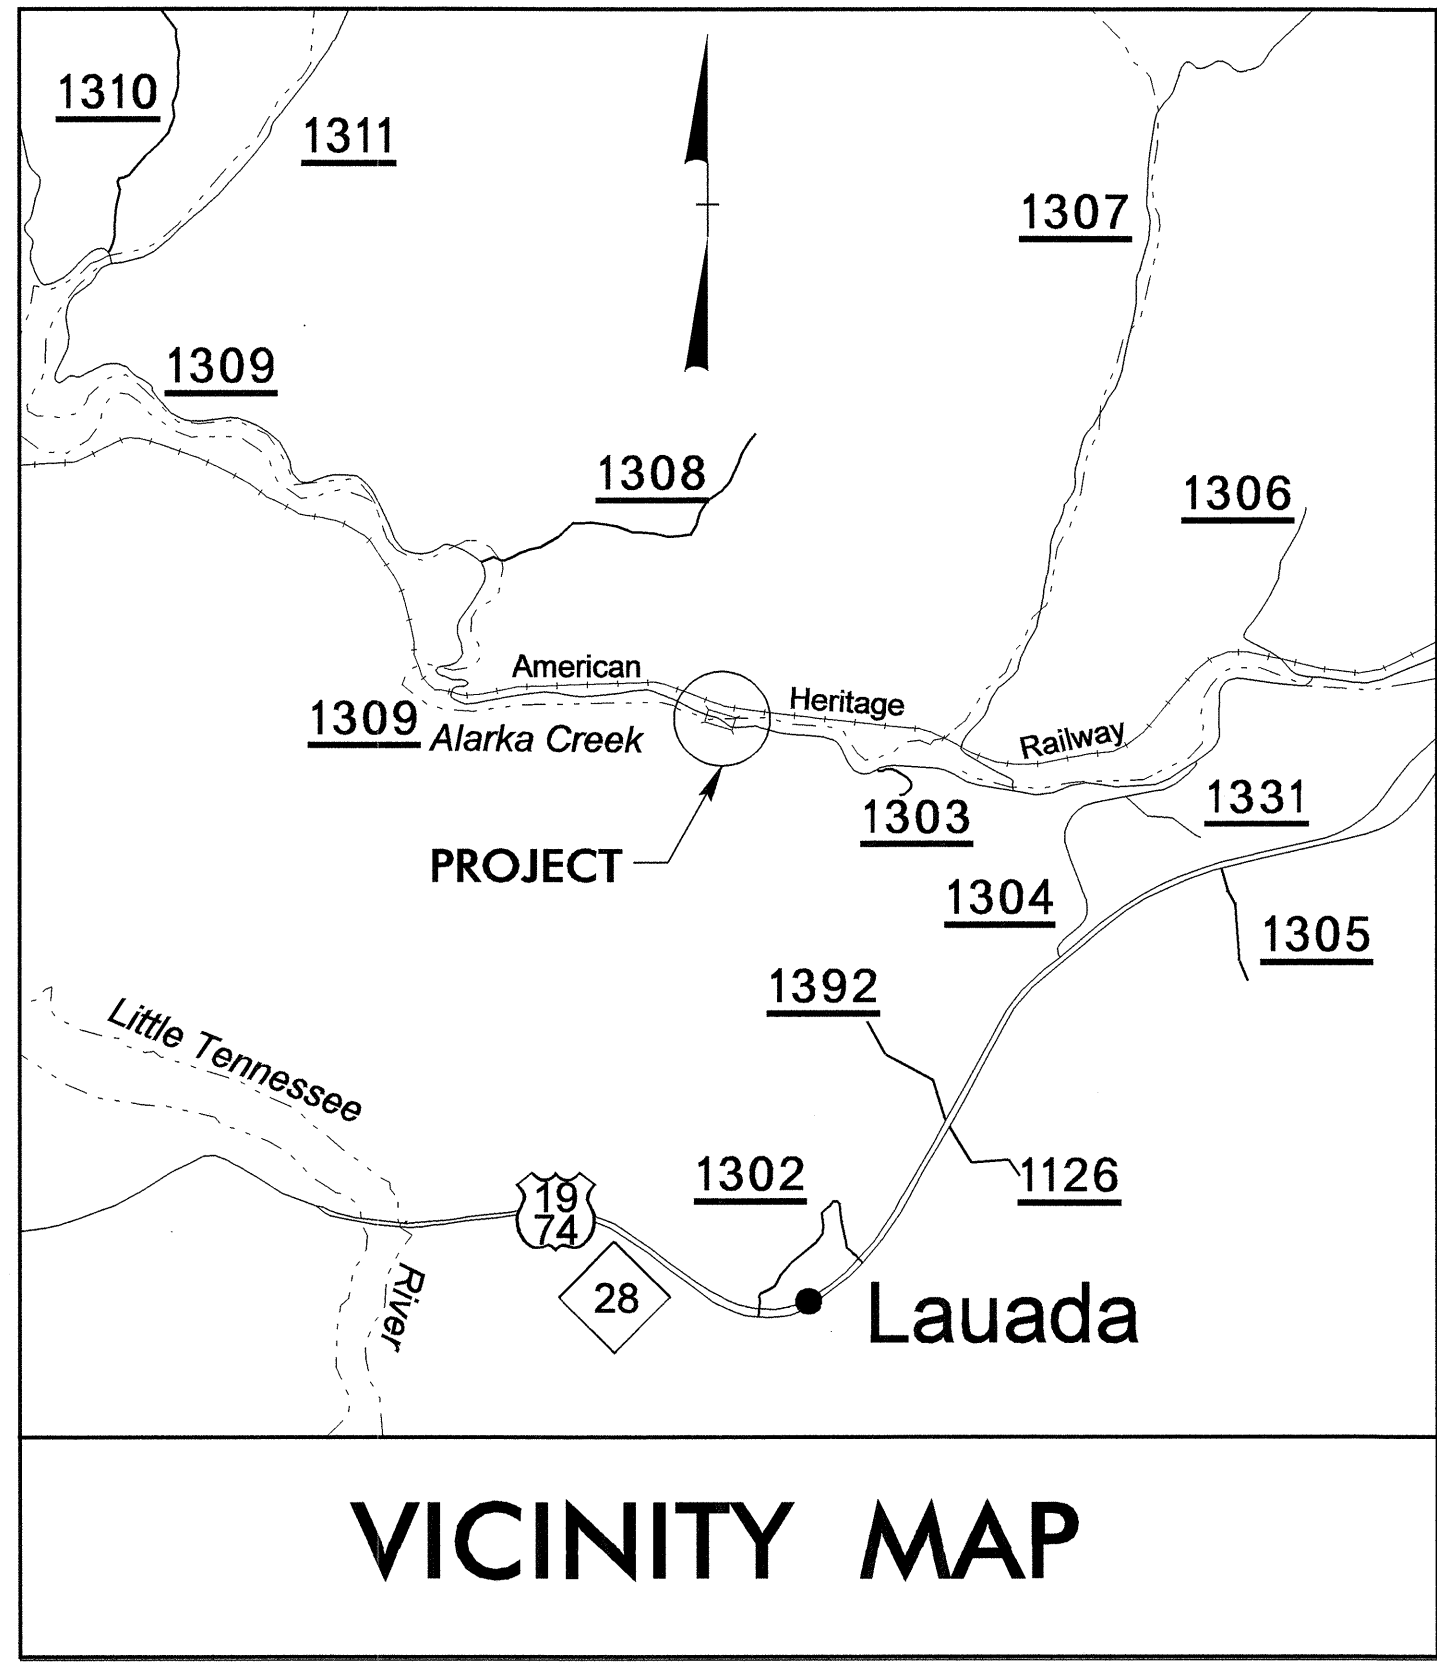 1310
1311
1307
1309
1308
1306
American
Heritage
Railway
1309
Alarka Creek
1303
1331
PROJECT
1304
1305
1392
Little Tennessee
River
1302
1126
19
74
28
Lauada
VICINITY MAP